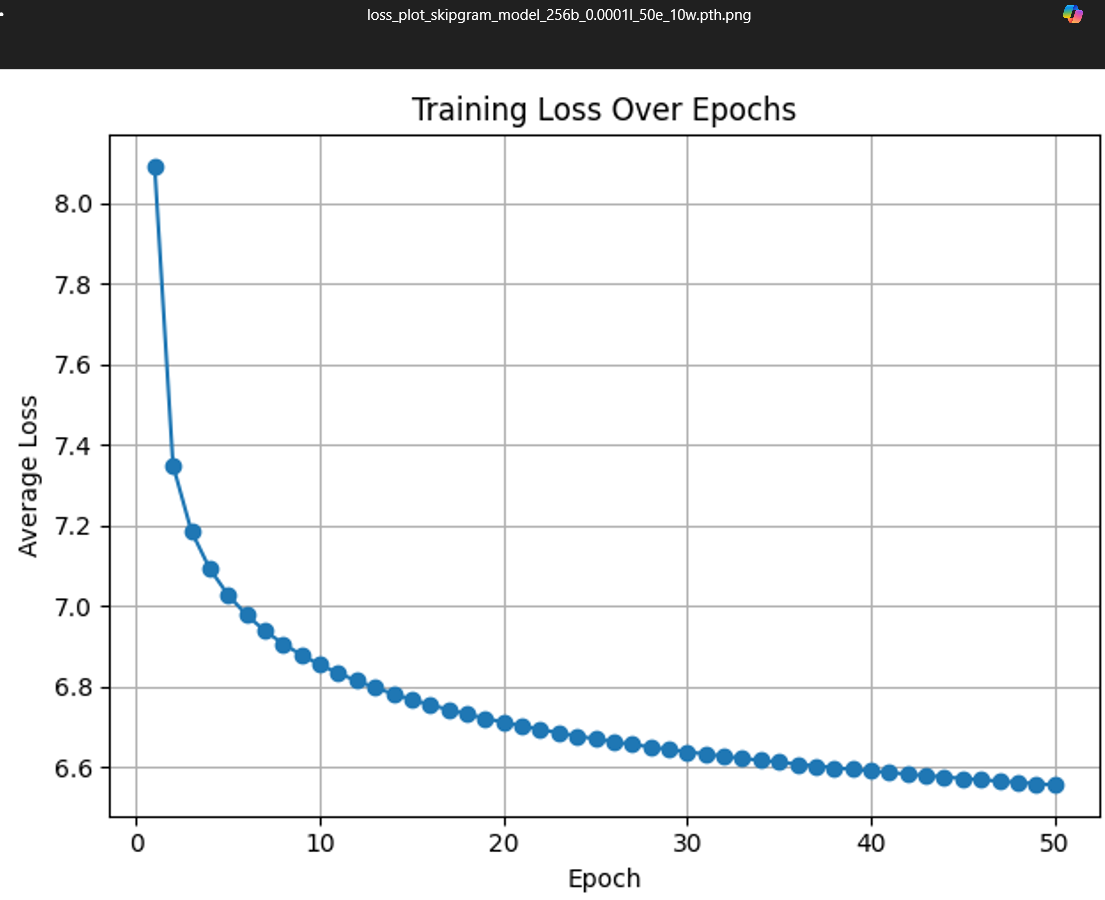 loss_plot_skipgram_model_256b_0.0001l_50e_10w.pth.png
Training Loss Over Epochs
8.0
7.8
7.6
7.4
7.2
7.0
6.8
6.6
Average Loss
0 10 20 30 40 50
Epoch